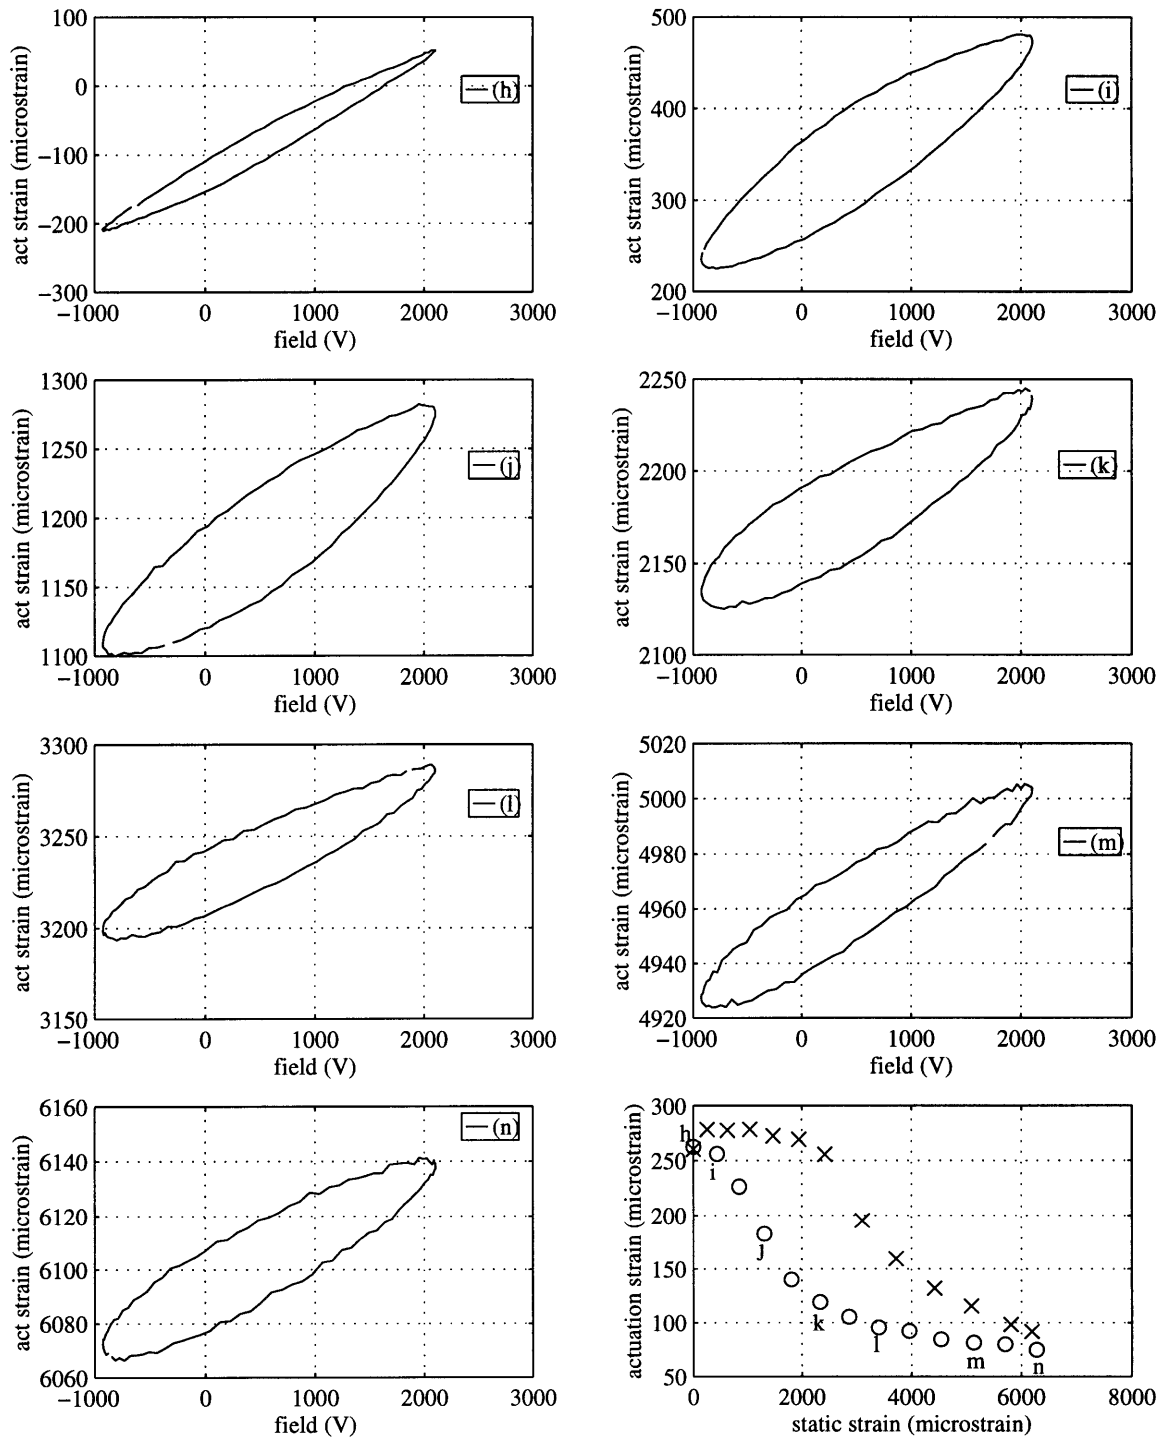 100
0
−100
−200
−300
−1000 0 1000 2000 3000
field (V)
act strain (microstrain)
(h)
500
400
300
200
−1000 0 1000 2000 3000
field (V)
act strain (microstrain)
(i)
1300
1250
1200
1150
1100
−1000 0 1000 2000 3000
field (V)
act strain (microstrain)
(j)
2250
2200
2150
2100
−1000 0 1000 2000 3000
field (V)
act strain (microstrain)
(k)
3300
3250
3200
3150
−1000 0 1000 2000 3000
field (V)
act strain (microstrain)
(l)
5020
5000
4980
4960
4940
4920
−1000 0 1000 2000 3000
field (V)
act strain (microstrain)
(m)
6160
6140
6120
6100
6080
6060
−1000 0 1000 2000 3000
field (V)
act strain (microstrain)
(n)
300
250
200
150
100
50
0 2000 4000 6000 8000
static strain (microstrain)
actuation strain (microstrain)
h
i
j
k
l
m
n